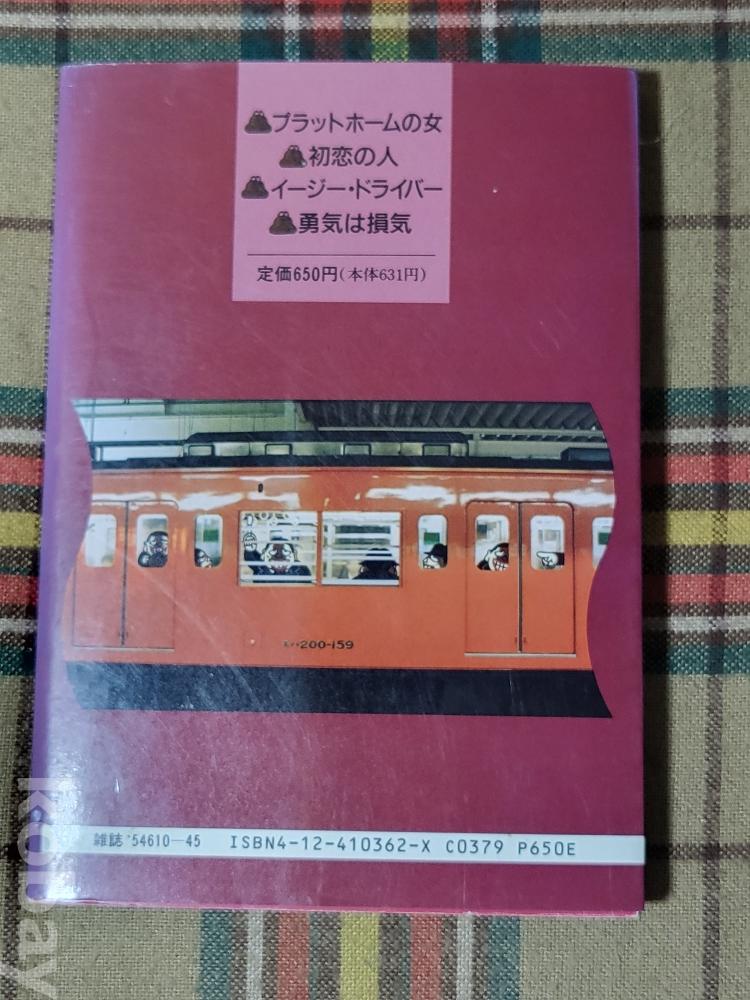 プラットホームの女
初恋の人
イージー・ドライバー
勇気は損気
定価650円(本体631円)
200-159
雑誌 54610-45 ISBN4-12-410362-X C0379 P650E
kolbay